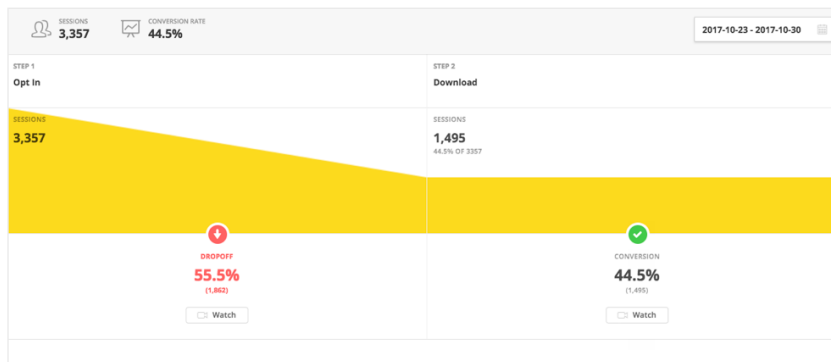 SESSIONS
3,357
CONVERSION RATE
44.5%
2017-10-23 - 2017-10-30
STEP 1
Opt In
SESSIONS
3,357
DROPOFF
55.5%
(1,862)
Watch
STEP 2
Download
SESSIONS
1,495
44.5% OF 3357
CONVERSION
44.5%
(1,495)
Watch